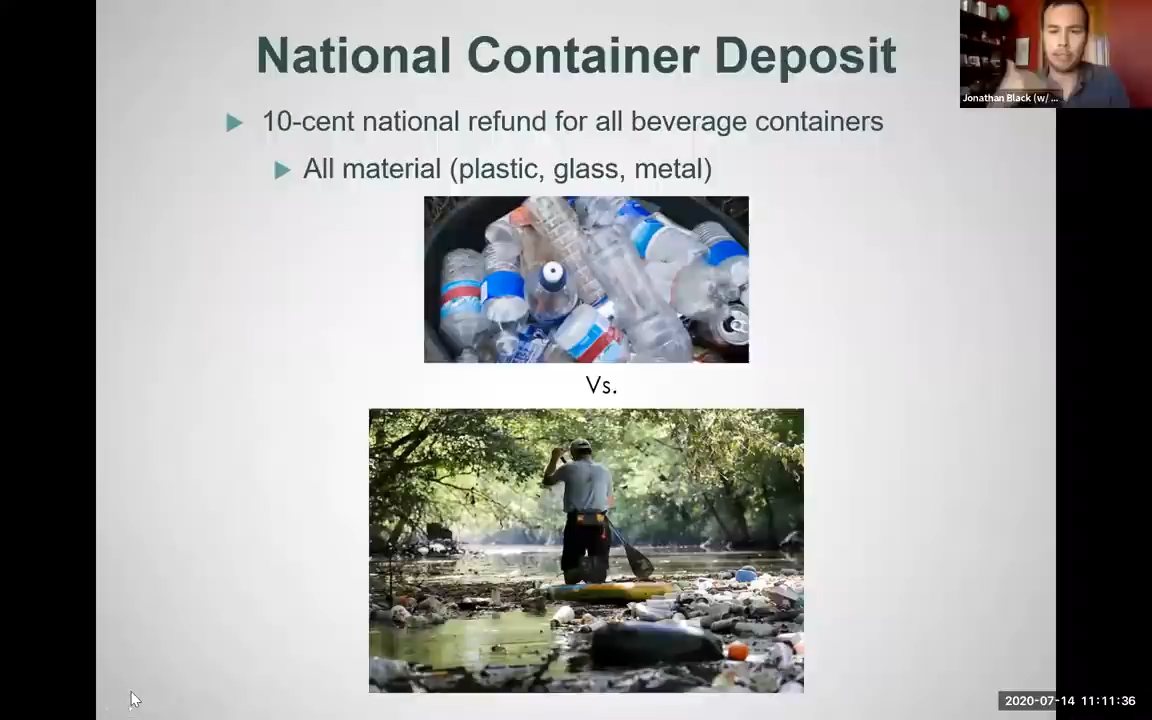 National Container Deposit
10-cent national refund for all beverage containers
All material (plastic, glass, metal)
Vs.
Jonathan Black (w/ ...
2020-07-14 11:11:36